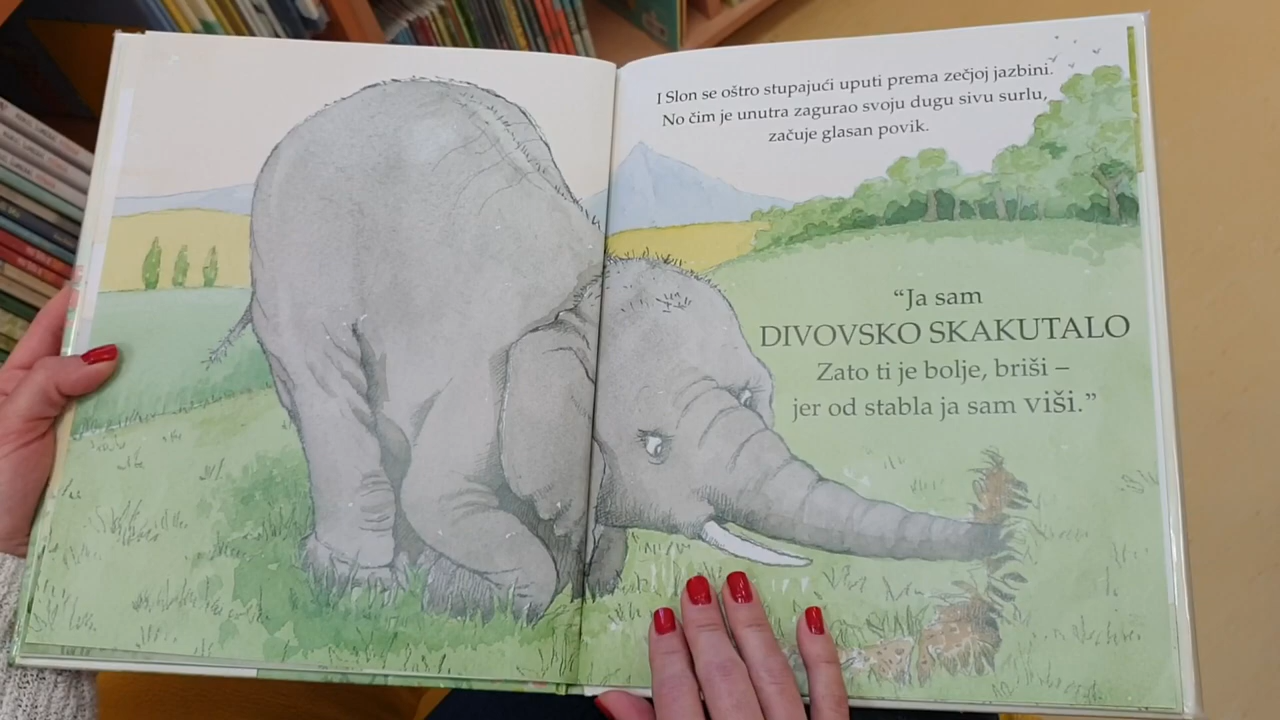 I Slon se oštro stupajući uputi prema zečjoj jazbini.
No čim je unutra zagurao svoju dugu sivu surlu,
začuje glasan povik.
“Ja sam
DIVOVSKO SKAKUTALO
Zato ti je bolje, briši –
jer od stabla ja sam viši.”